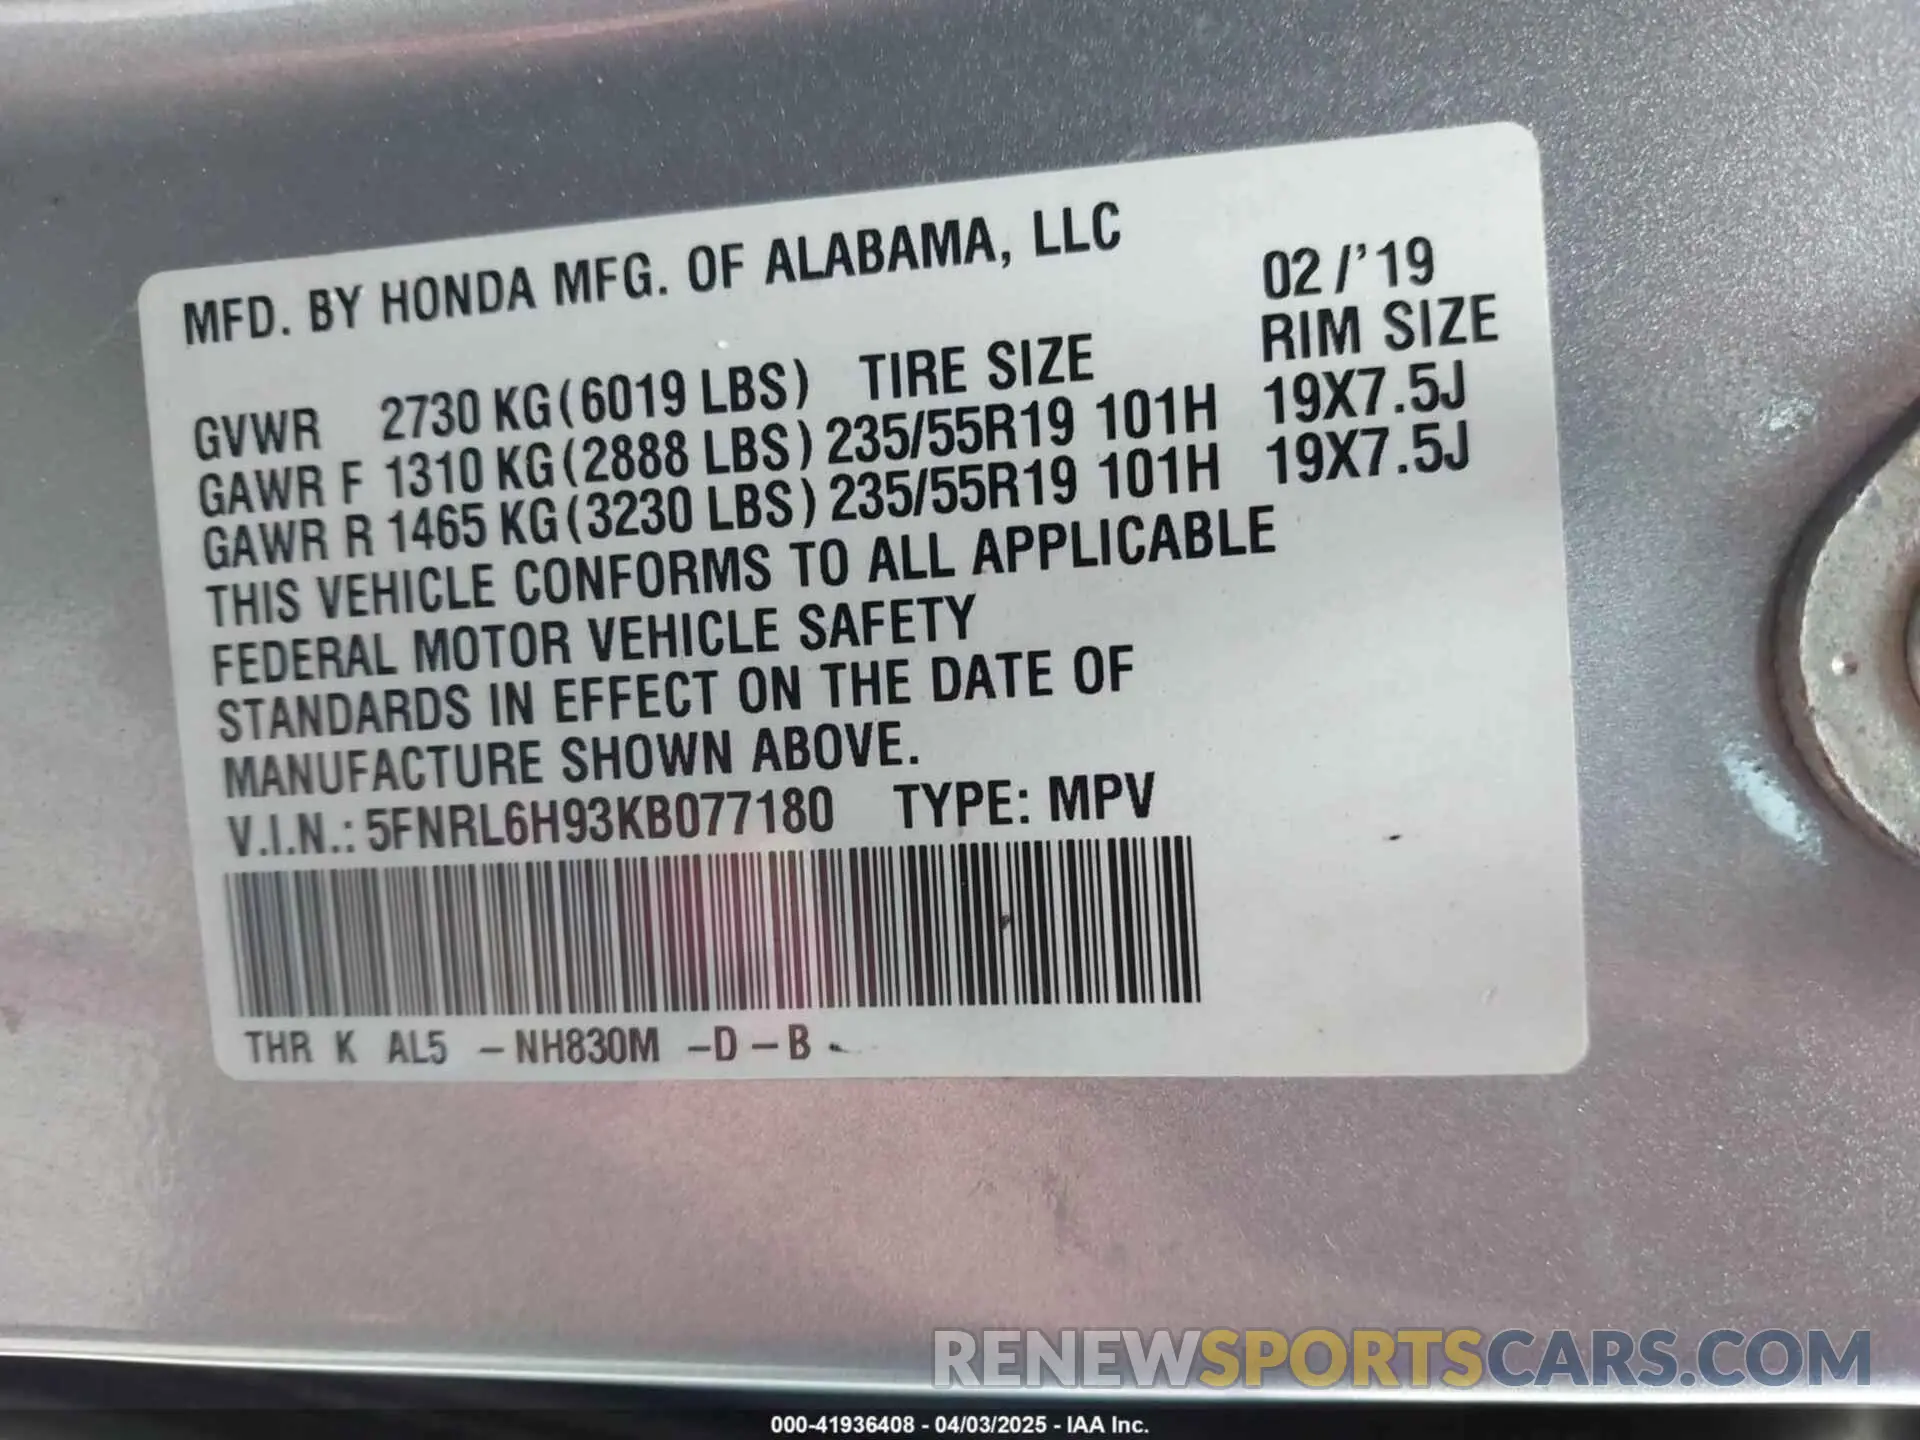 MFD. BY HONDA MFG. OF ALABAMA, LLC 02/'19
GVWR 2730 KG(6019 LBS) TIRE SIZE RIM SIZE
GAWR F 1310 KG(2888 LBS) 235/55R19 101H 19X7.5J
GAWR R 1465 KG(3230 LBS) 235/55R19 101H 19X7.5J
THIS VEHICLE CONFORMS TO ALL APPLICABLE
FEDERAL MOTOR VEHICLE SAFETY
STANDARDS IN EFFECT ON THE DATE OF
MANUFACTURE SHOWN ABOVE.
V.I.N.: 5FNRL6H93KB077180 TYPE: MPV
THR K AL5 -NH830M -D-B
RENEWSPORTSCARS.COM
000-41936408 - 04/03/2025 - IAA Inc.